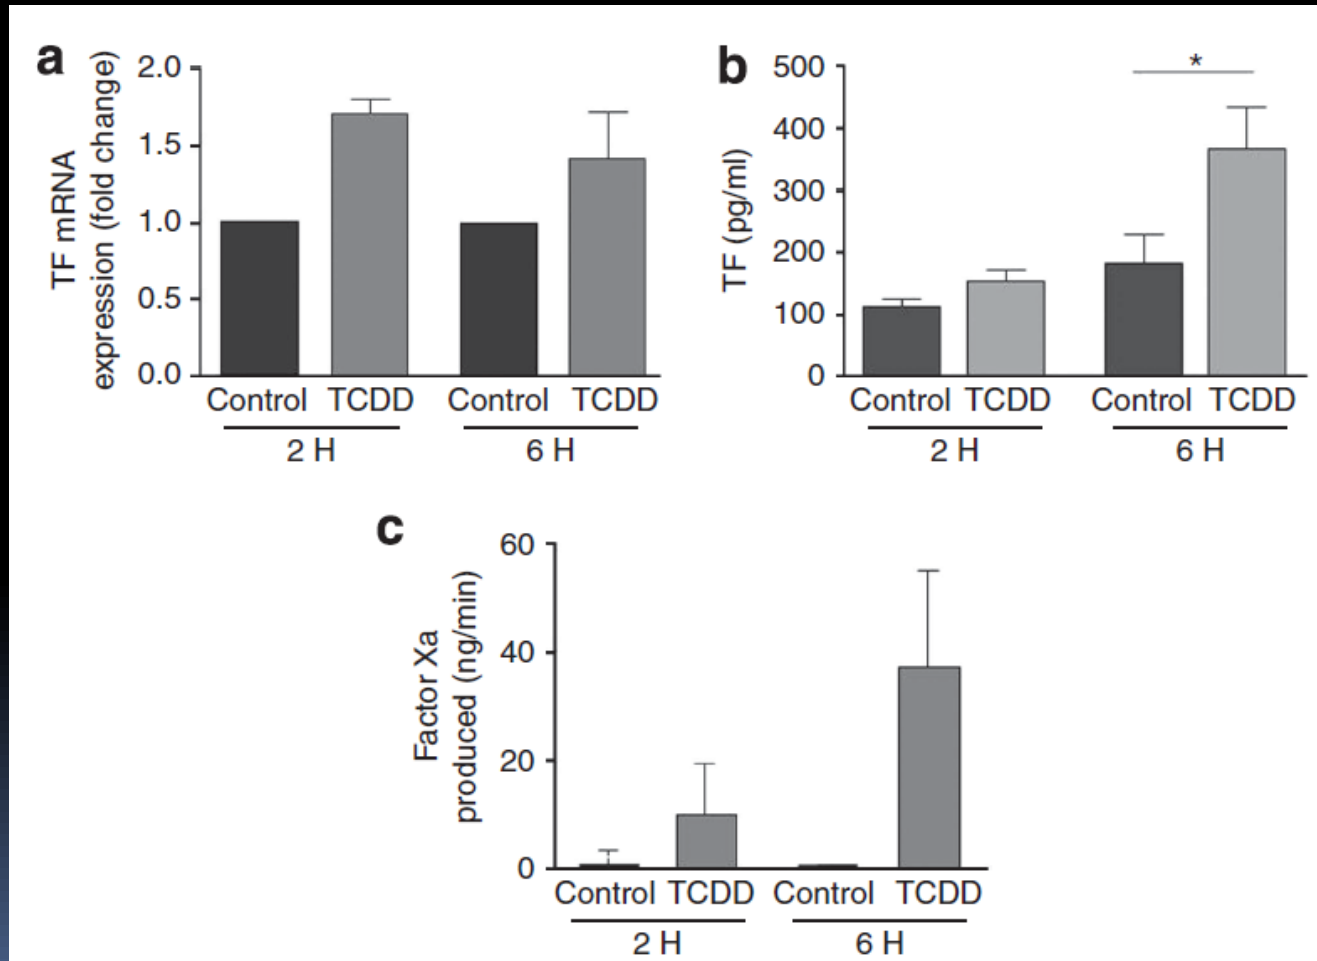 a
TF mRNA
expression (fold change)
2.0
1.5
1.0
0.5
0.0
Control TCDD Control TCDD
2 H 6 H
b
TF (pg/ml)
500
400
300
200
100
0
*
Control TCDD Control TCDD
2 H 6 H
c
Factor Xa
produced (ng/min)
60
40
20
0
Control TCDD Control TCDD
2 H 6 H